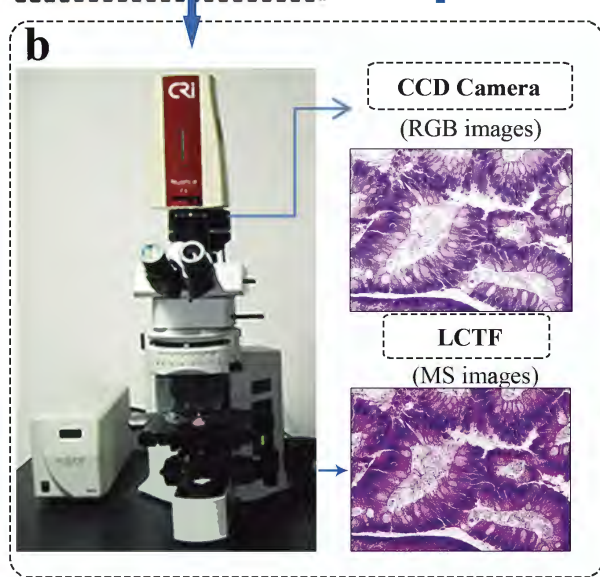 b
CRi
CCD Camera
(RGB images)
LCTF
(MS images)